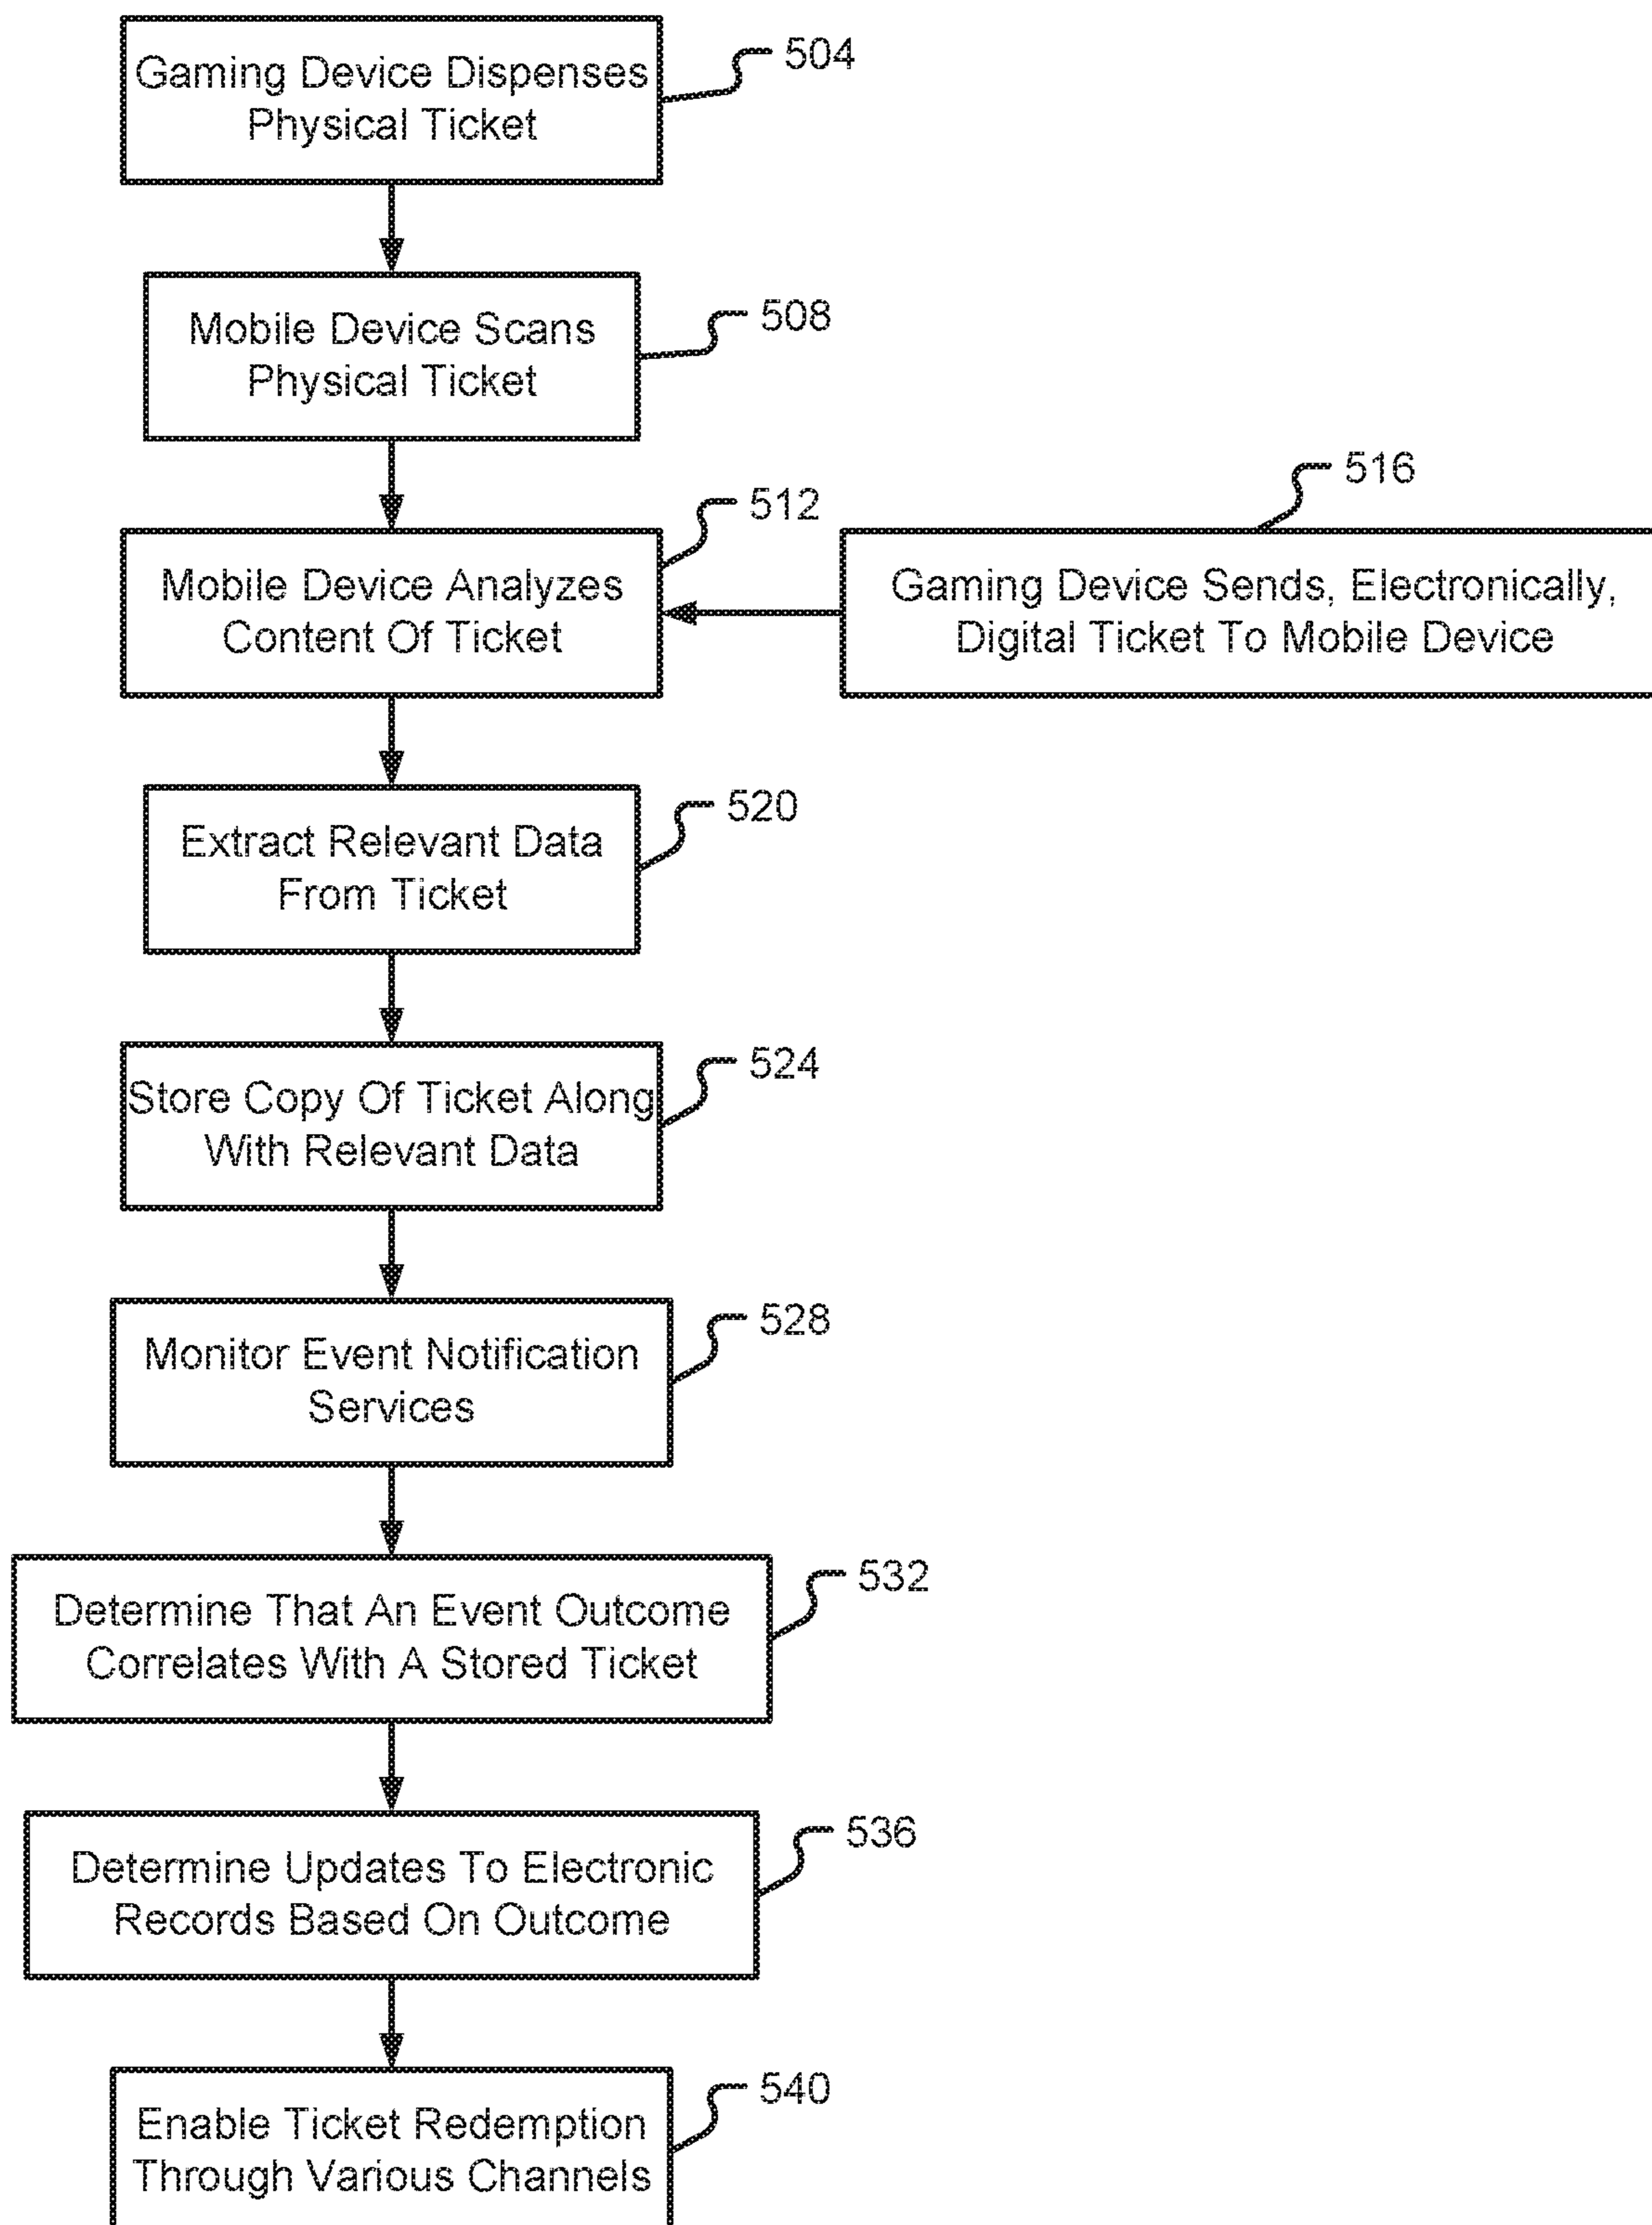 Gaming Device Dispenses
Physical Ticket
504
Mobile Device Scans
Physical Ticket
508
Mobile Device Analyzes
Content Of Ticket
512
Gaming Device Sends, Electronically,
Digital Ticket To Mobile Device
516
Extract Relevant Data
From Ticket
520
Store Copy Of Ticket Along
With Relevant Data
524
Monitor Event Notification
Services
528
Determine That An Event Outcome
Correlates With A Stored Ticket
532
Determine Updates To Electronic
Records Based On Outcome
536
Enable Ticket Redemption
Through Various Channels
540